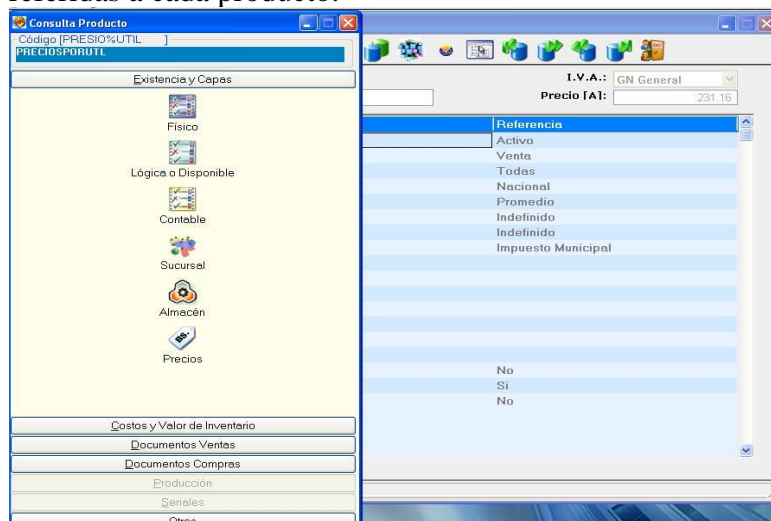 referidas a cada producto.
Consulta Producto
Código [PRESIO%UTIL ]
PRECIOSPORUTL
Existencia y Capas
Físico
Lógica o Disponible
Contable
Sucursal
Almacén
BS.
Precios
Costos y Valor de Inventario
Documentos Ventas
Documentos Compras
Producción
Seriales
Otros
I.V.A.: GN General
Precio [A]: 231.16
Referencia
Activo
Venta
Todas
Nacional
Promedio
Indefinido
Indefinido
Impuesto Municipal
No
Si
No